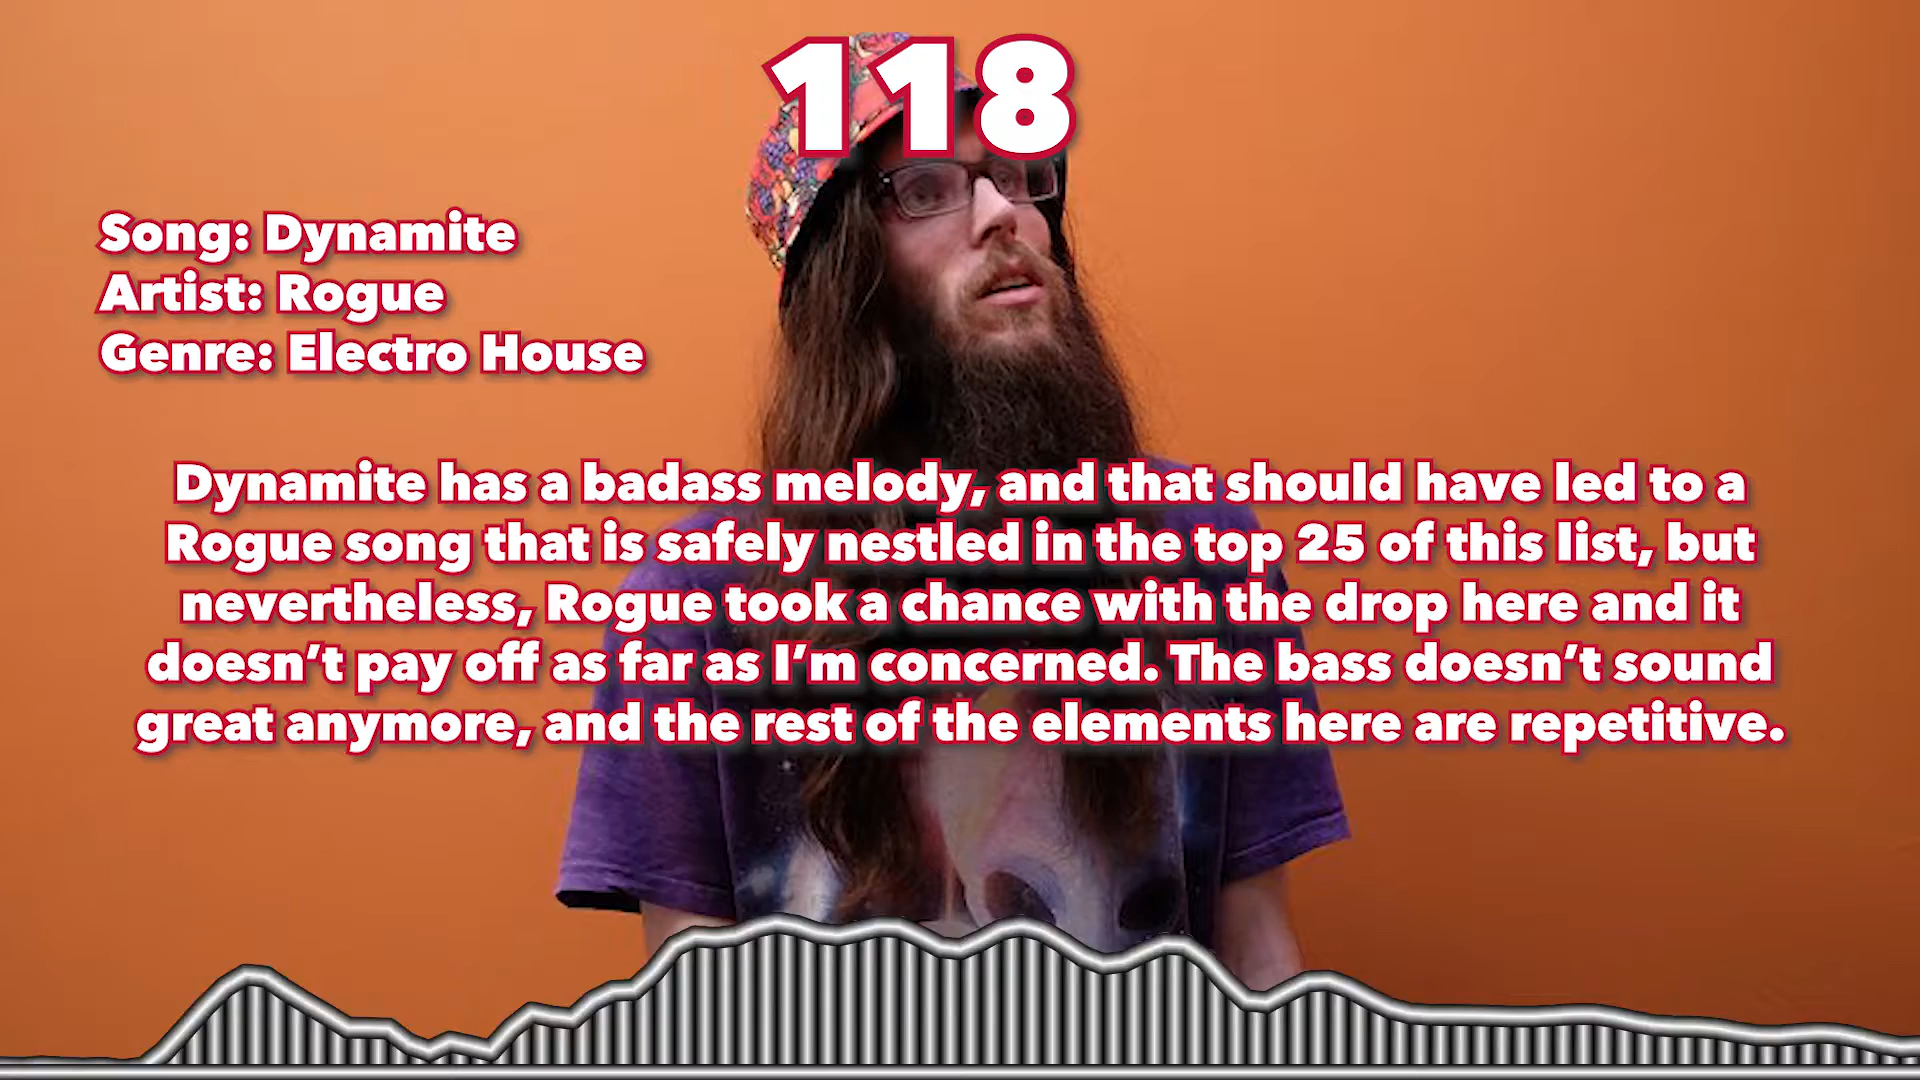 118
Song: Dynamite
Artist: Rogue
Genre: Electro House
Dynamite has a badass melody, and that should have led to a
Rogue song that is safely nestled in the top 25 of this list, but
nevertheless, Rogue took a chance with the drop here and it
doesn’t pay off as far as I’m concerned. The bass doesn’t sound
great anymore, and the rest of the elements here are repetitive.